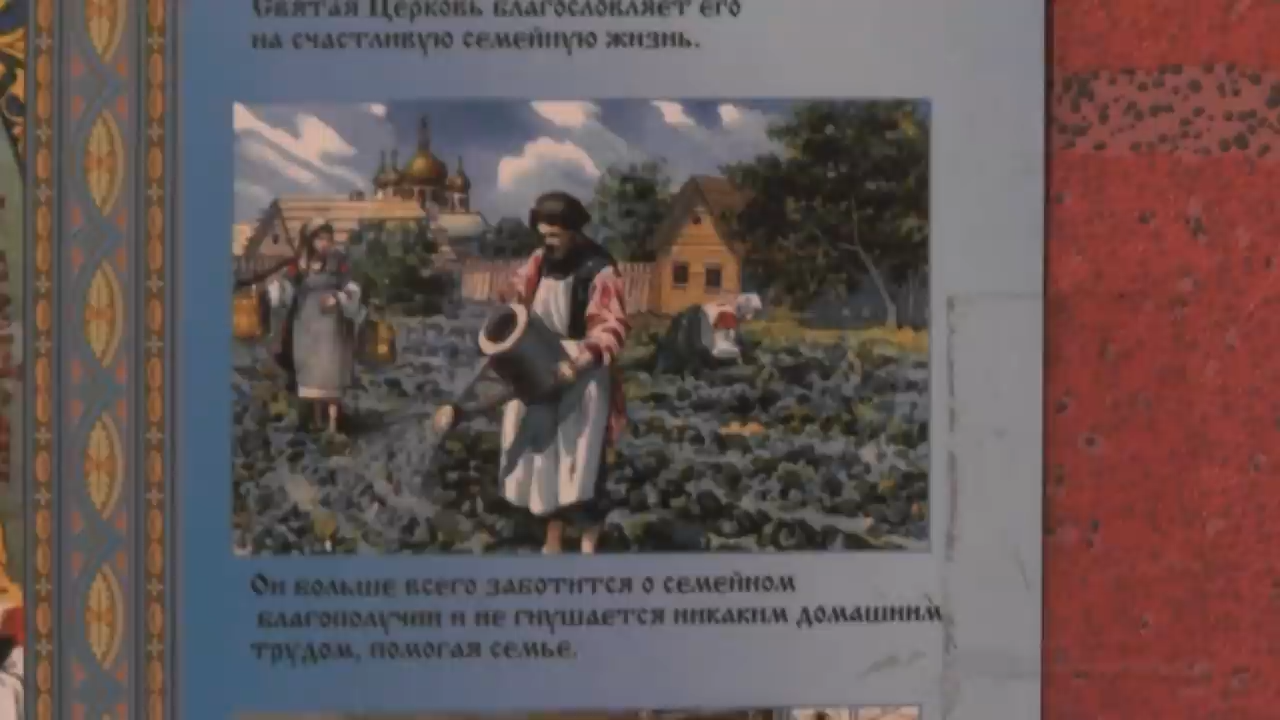 Святая Церковь благословляет его
на счастливую семейную жизнь.
Он больше всего заботится о семейном
благополучии и не гнушается никаким домашним
трудом, помогая семье.